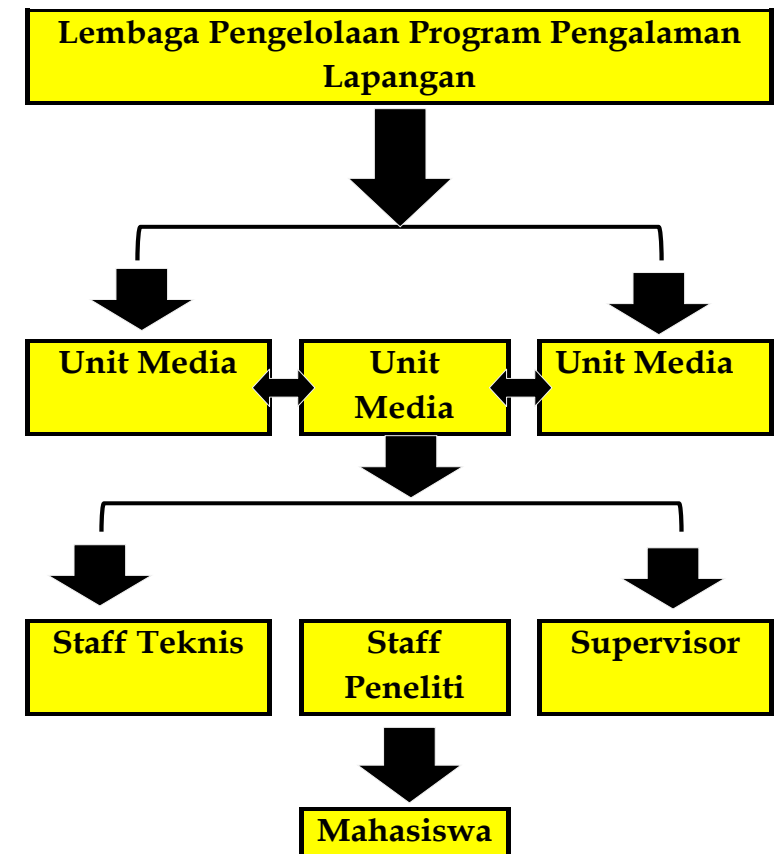 Lembaga Pengelolaan Program Pengalaman
Lapangan
Unit Media
Unit
Media
Unit Media
Staff Teknis
Staff
Peneliti
Supervisor
Mahasiswa